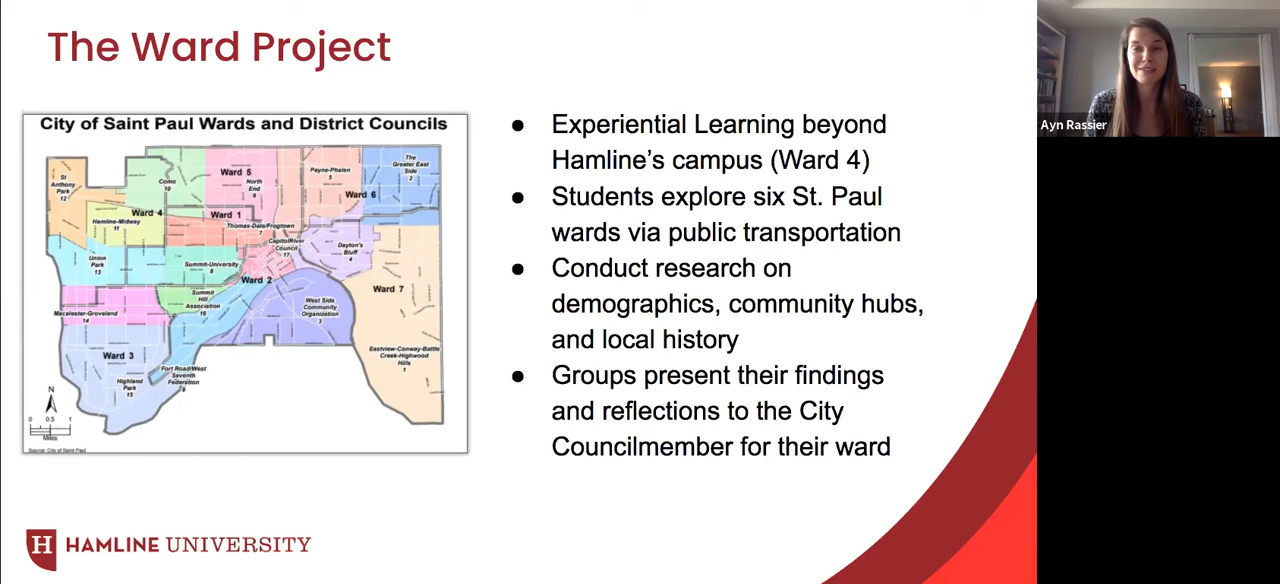 The Ward Project
City of Saint Paul Wards and District Councils
St
Anthony
Park
12
Como
10
Ward 5
North
End
6
Payne-Phalen
5
The
Greater East
Side
2
Ward 6
Ward 4
Hamline-Midway
11
Ward 1
Thomas-Dale/Frogtown
7
Capitol River
Council
17
Dayton's
Bluff
4
Union
Park
13
Summit-University
8
Ward 2
Ward 7
Summit
Hill
Association
16
West Side
Community
Organization
3
Macalester-Groveland
14
Ward 3
Eastview-Conway-Battle
Creek-Highwood
Hills
1
Fort Road/West
Seventh
Federation
9
Highland
Park
15
N
0 0.5 1
Miles
Source: City of Saint Paul
● Experiential Learning beyond
Hamline’s campus (Ward 4)
● Students explore six St. Paul
wards via public transportation
● Conduct research on
demographics, community hubs,
and local history
● Groups present their findings
and reflections to the City
Councilmember for their ward
H HAMLINE UNIVERSITY
Ayn Rassier